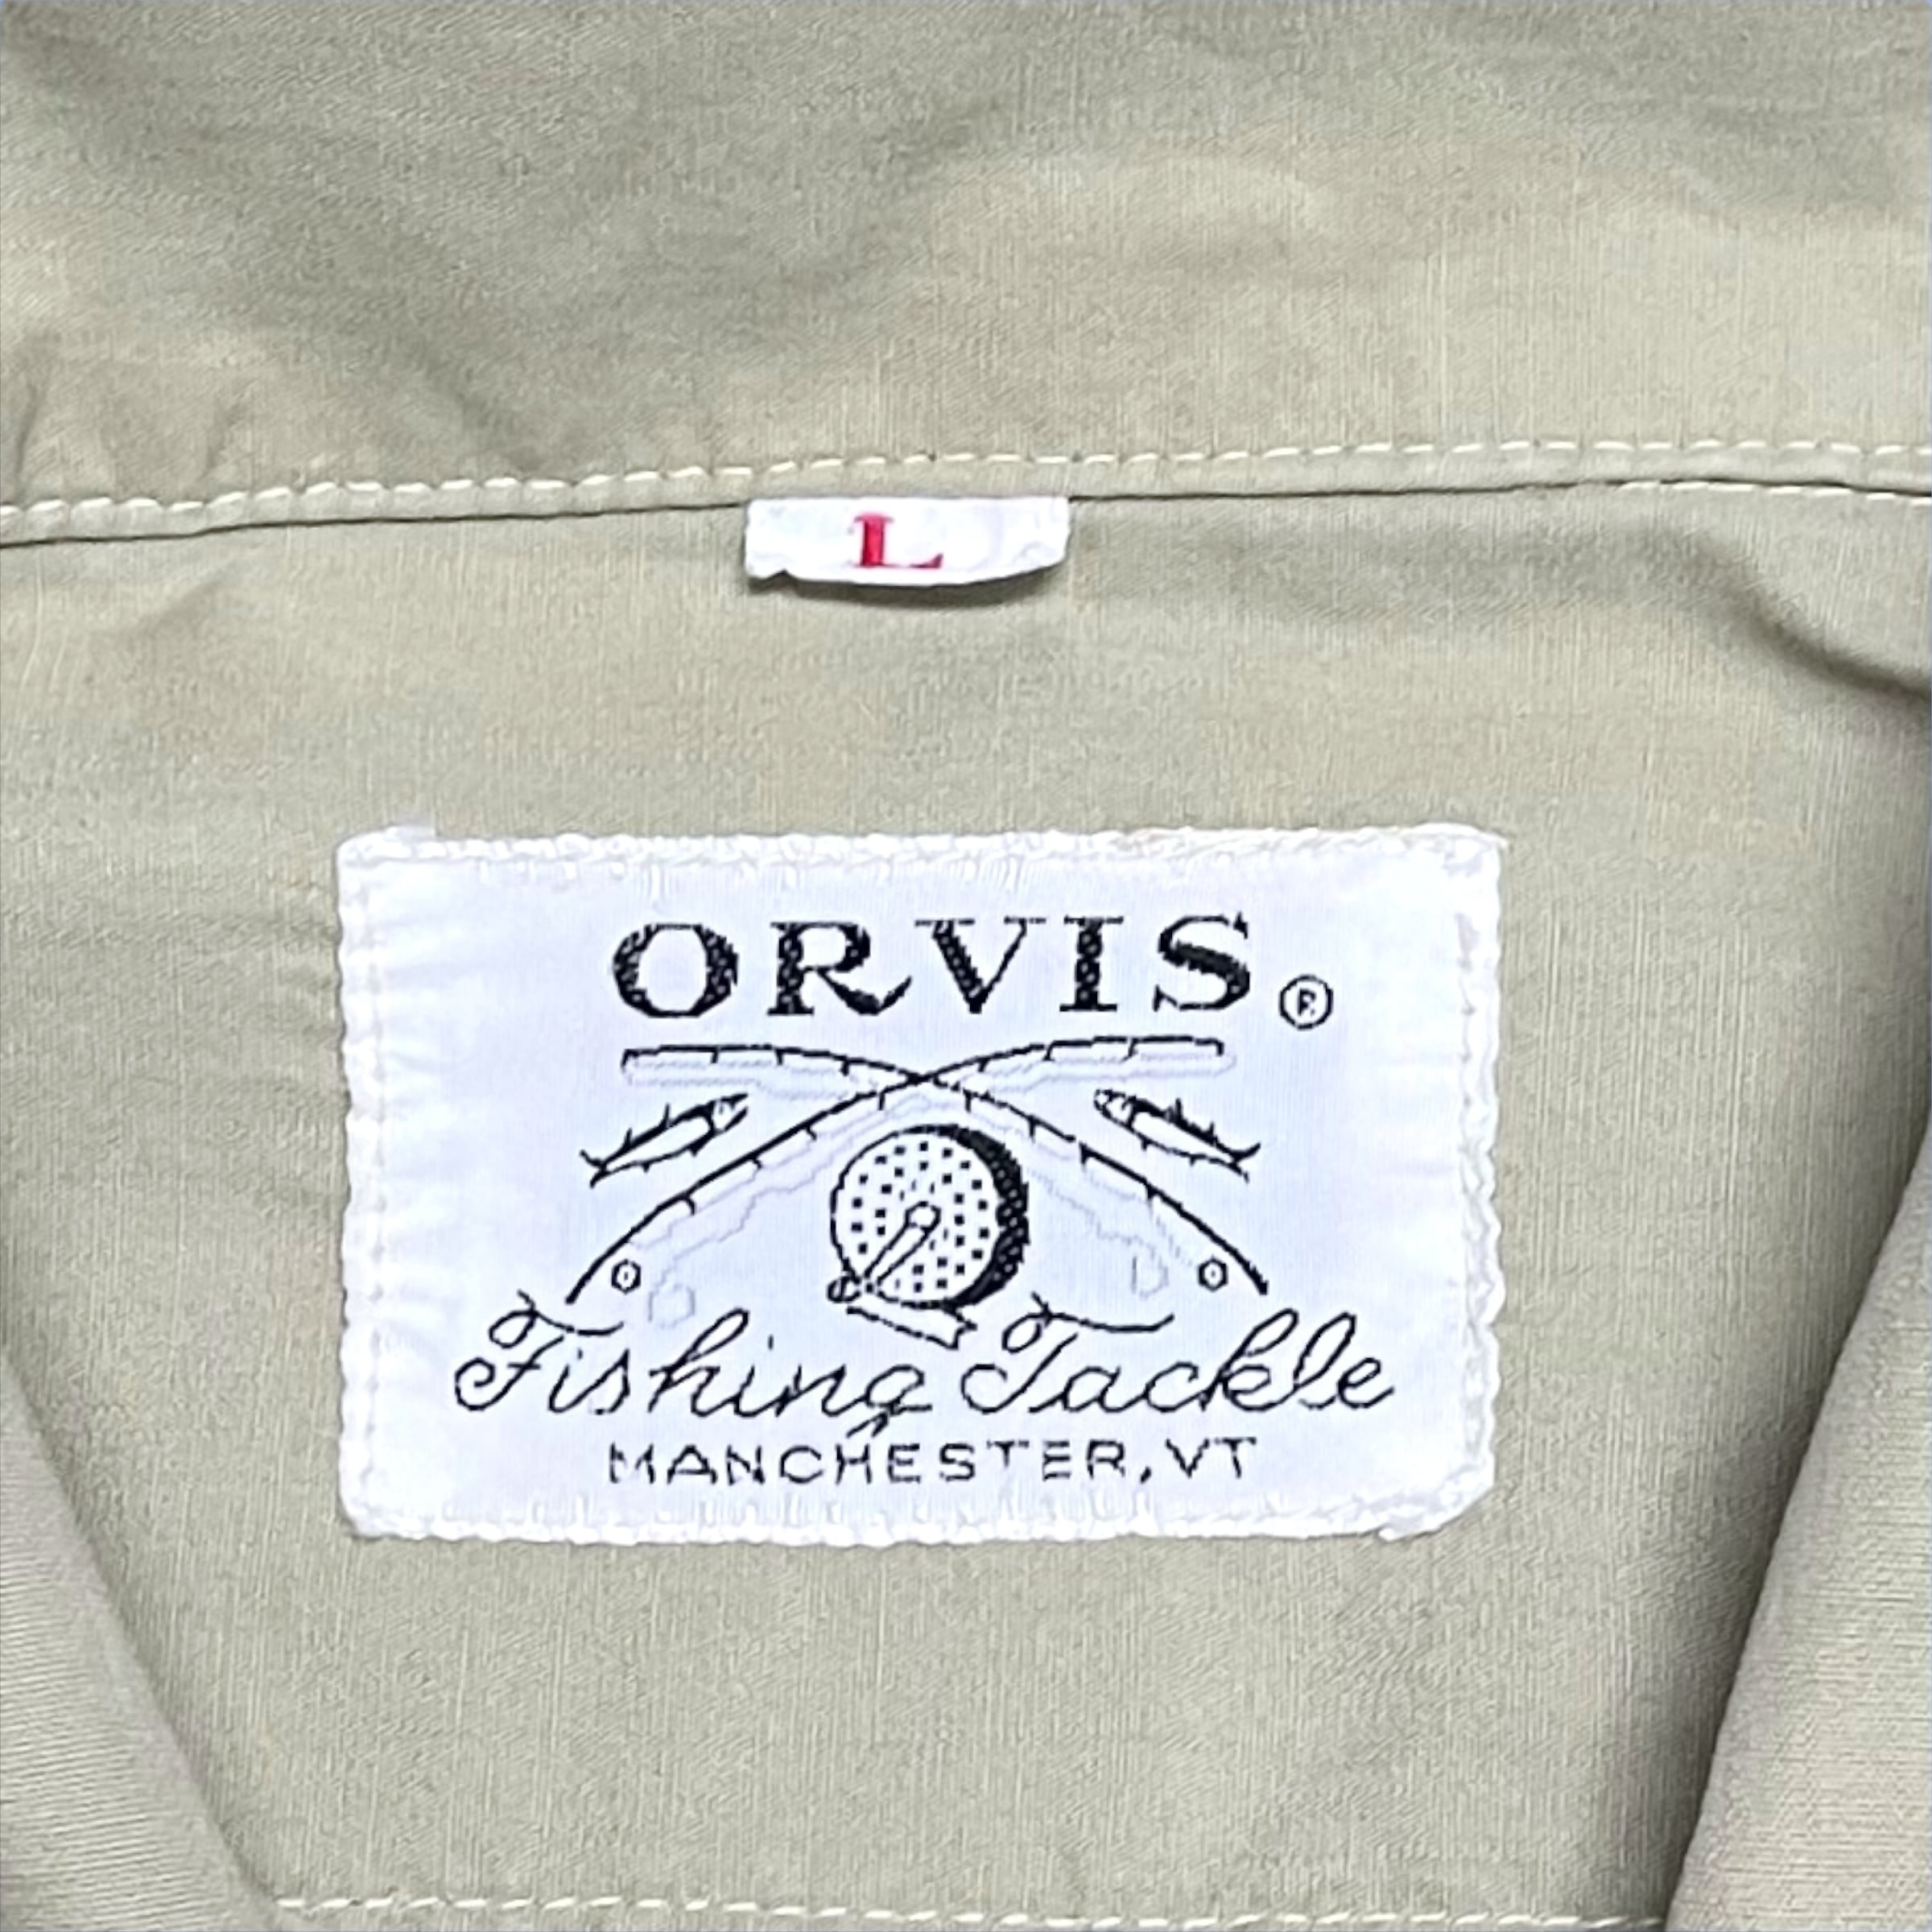 L
ORVIS ®
Fishing Tackle
MANCHESTER, VT